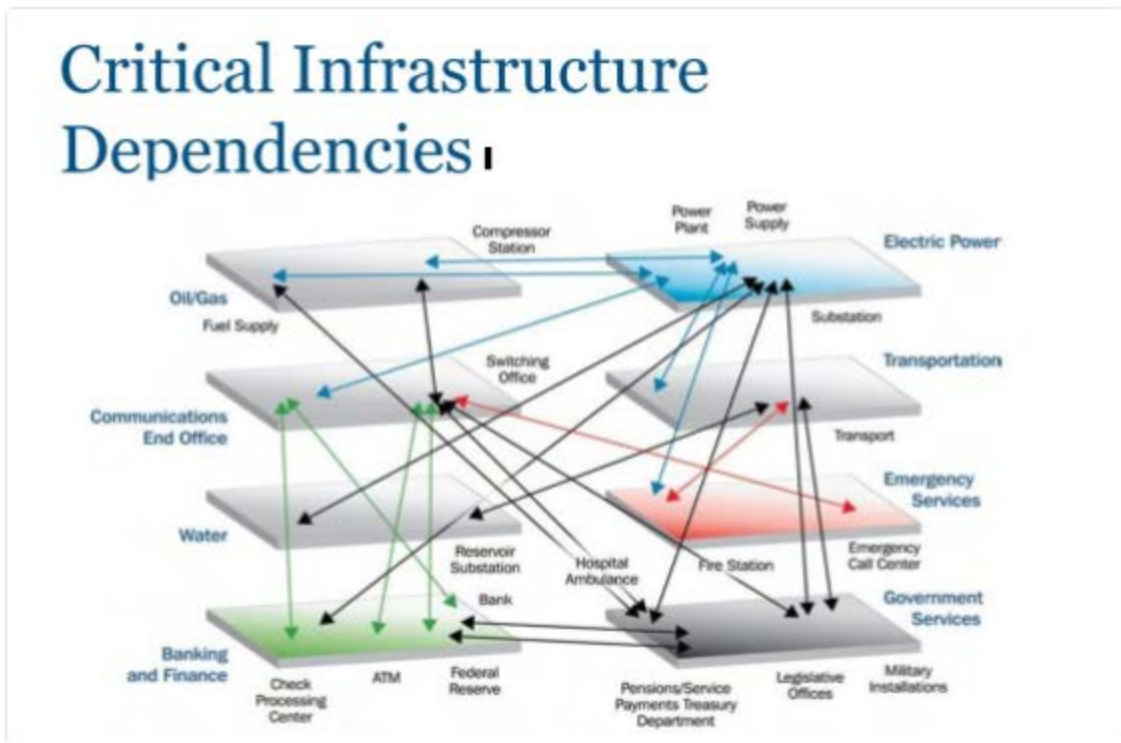 Critical Infrastructure
Dependencies
Compressor
Station
Power
Plant
Power
Supply
Electric Power
Oil/Gas
Fuel Supply
Substation
Switching
Office
Transportation
Communications
End Office
Transport
Emergency
Services
Water
Reservoir
Substation
Hospital
Ambulance
Fire Station
Emergency
Call Center
Bank
Government
Services
Banking
and Finance
Check
Processing
Center
ATM
Federal
Reserve
Pensions/Service
Payments Treasury
Department
Legislative
Offices
Military
Installations